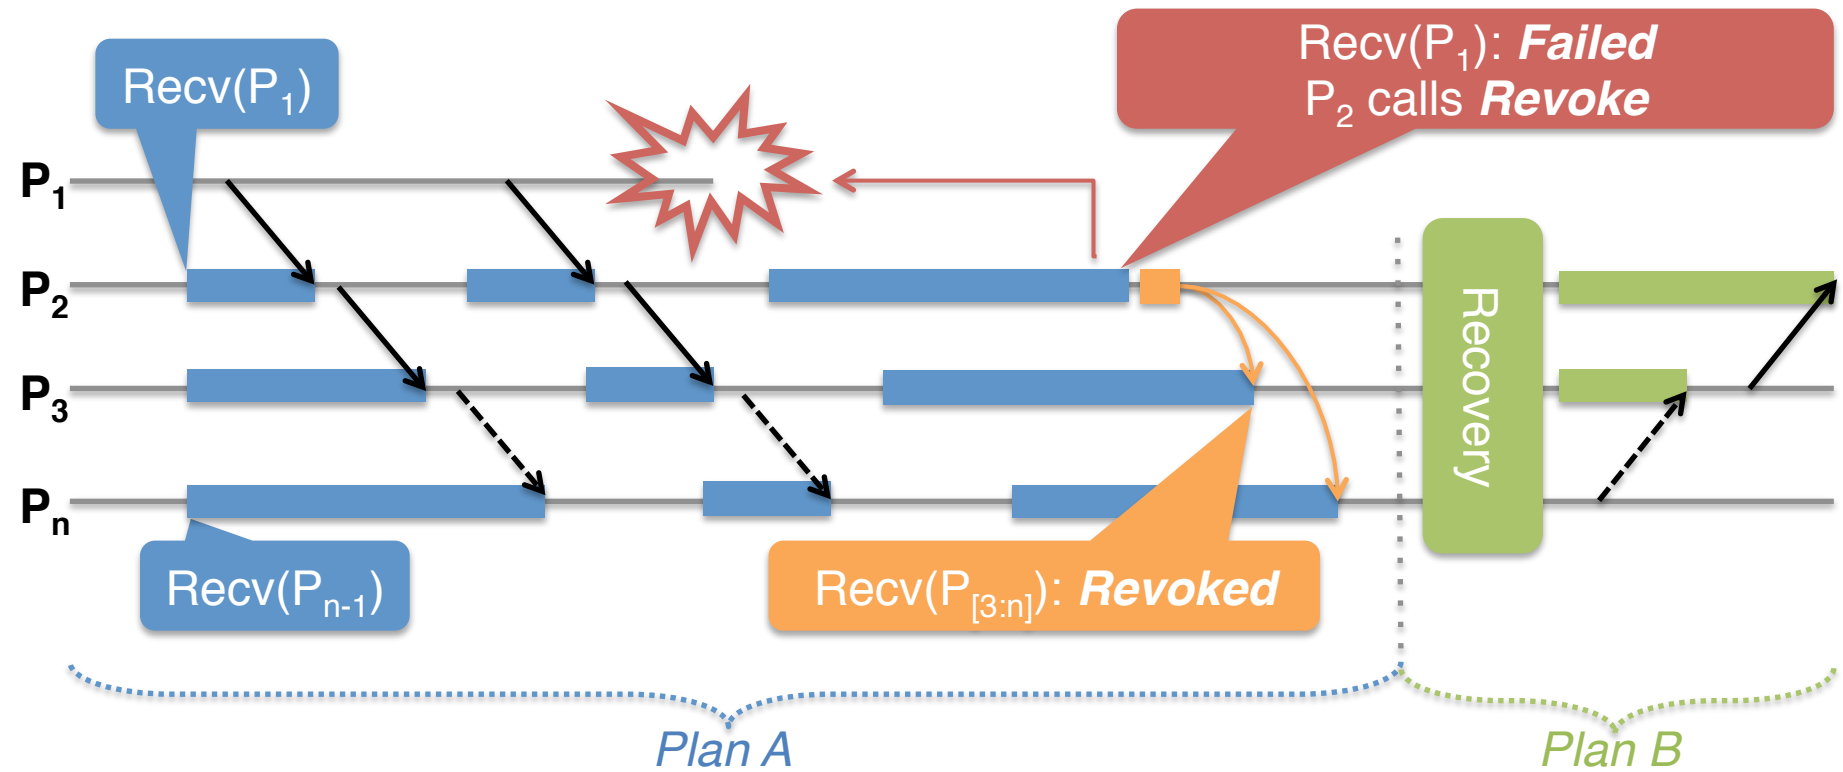 Recv(P1): Failed
P2 calls Revoke
Recv(P1)
P1
P2
P3
Pn
Recovery
Recv(Pn-1)
Recv(P[3:n]): Revoked
Plan A
Plan B